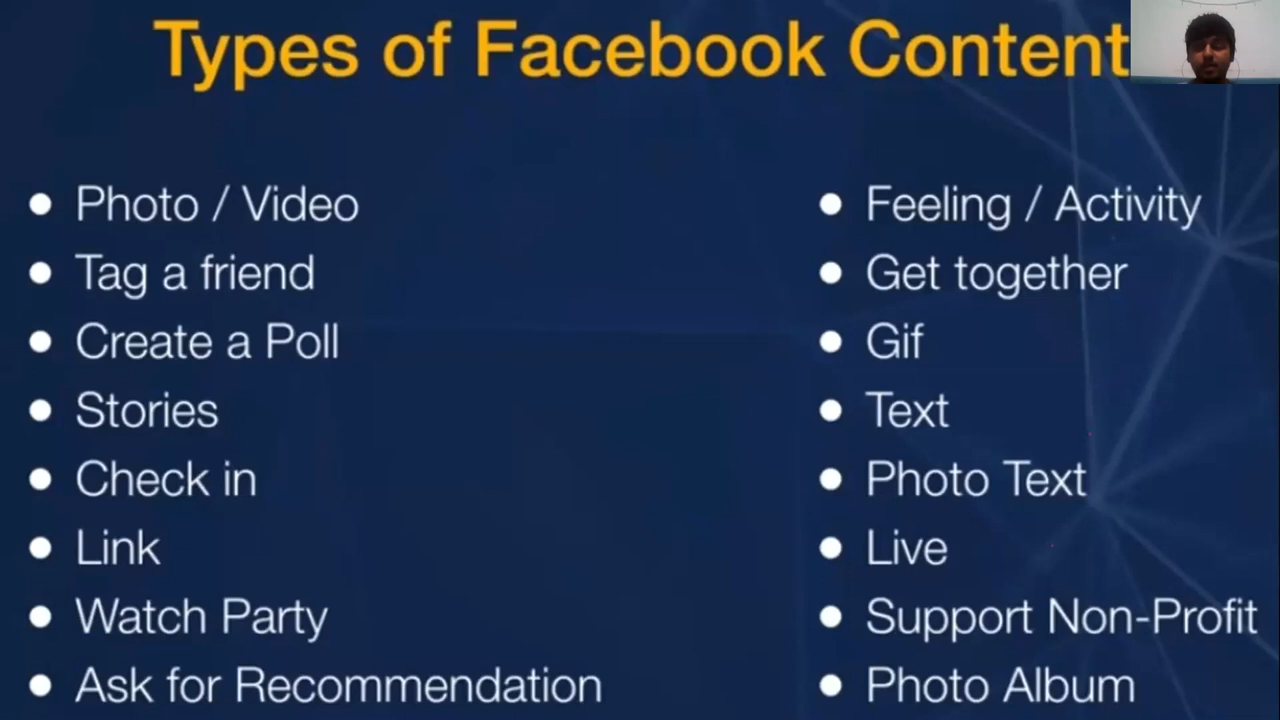 Types of Facebook Content
Photo / Video
Tag a friend
Create a Poll
Stories
Check in
Link
Watch Party
Ask for Recommendation
Feeling / Activity
Get together
Gif
Text
Photo Text
Live
Support Non-Profit
Photo Album